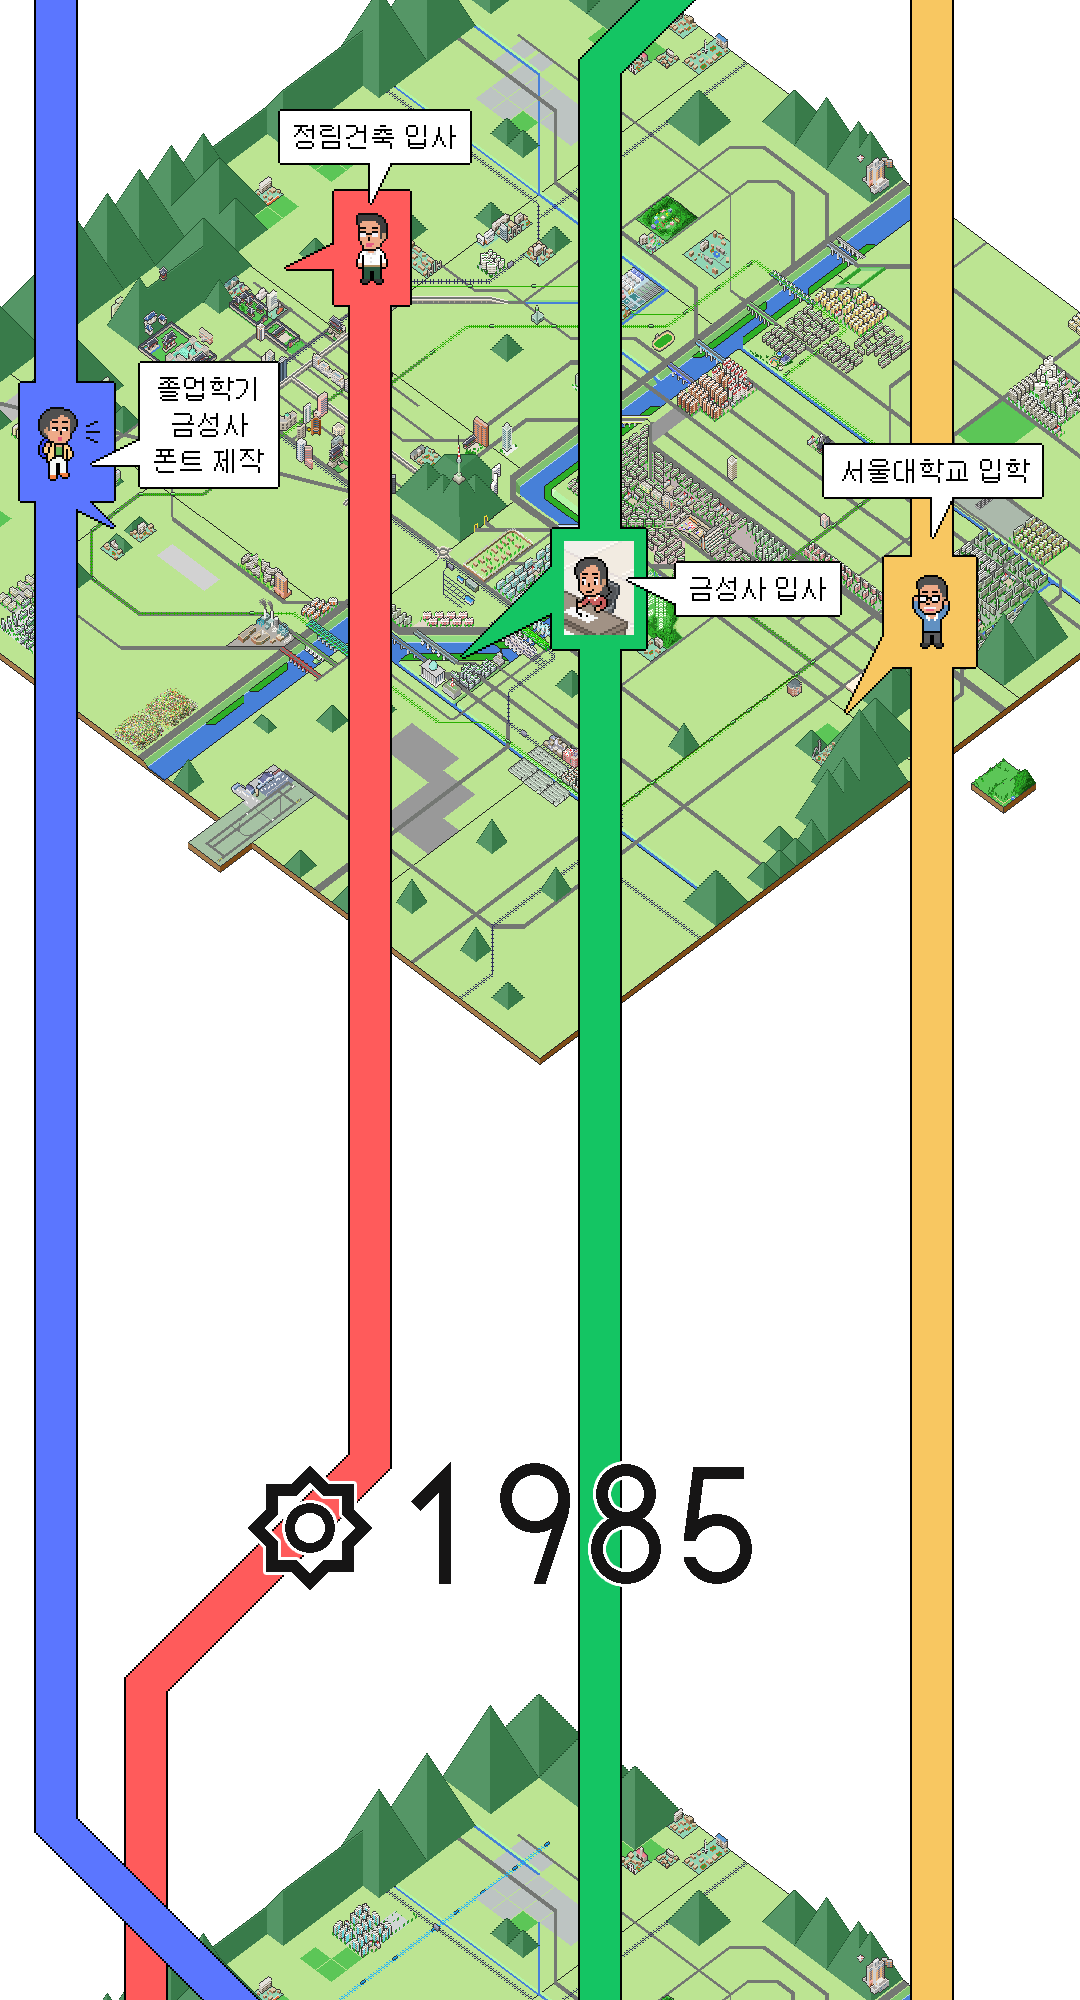 정림건축 입사
졸업학기
금성사
폰트 제작
서울대학교 입학
금성사 입사
1985